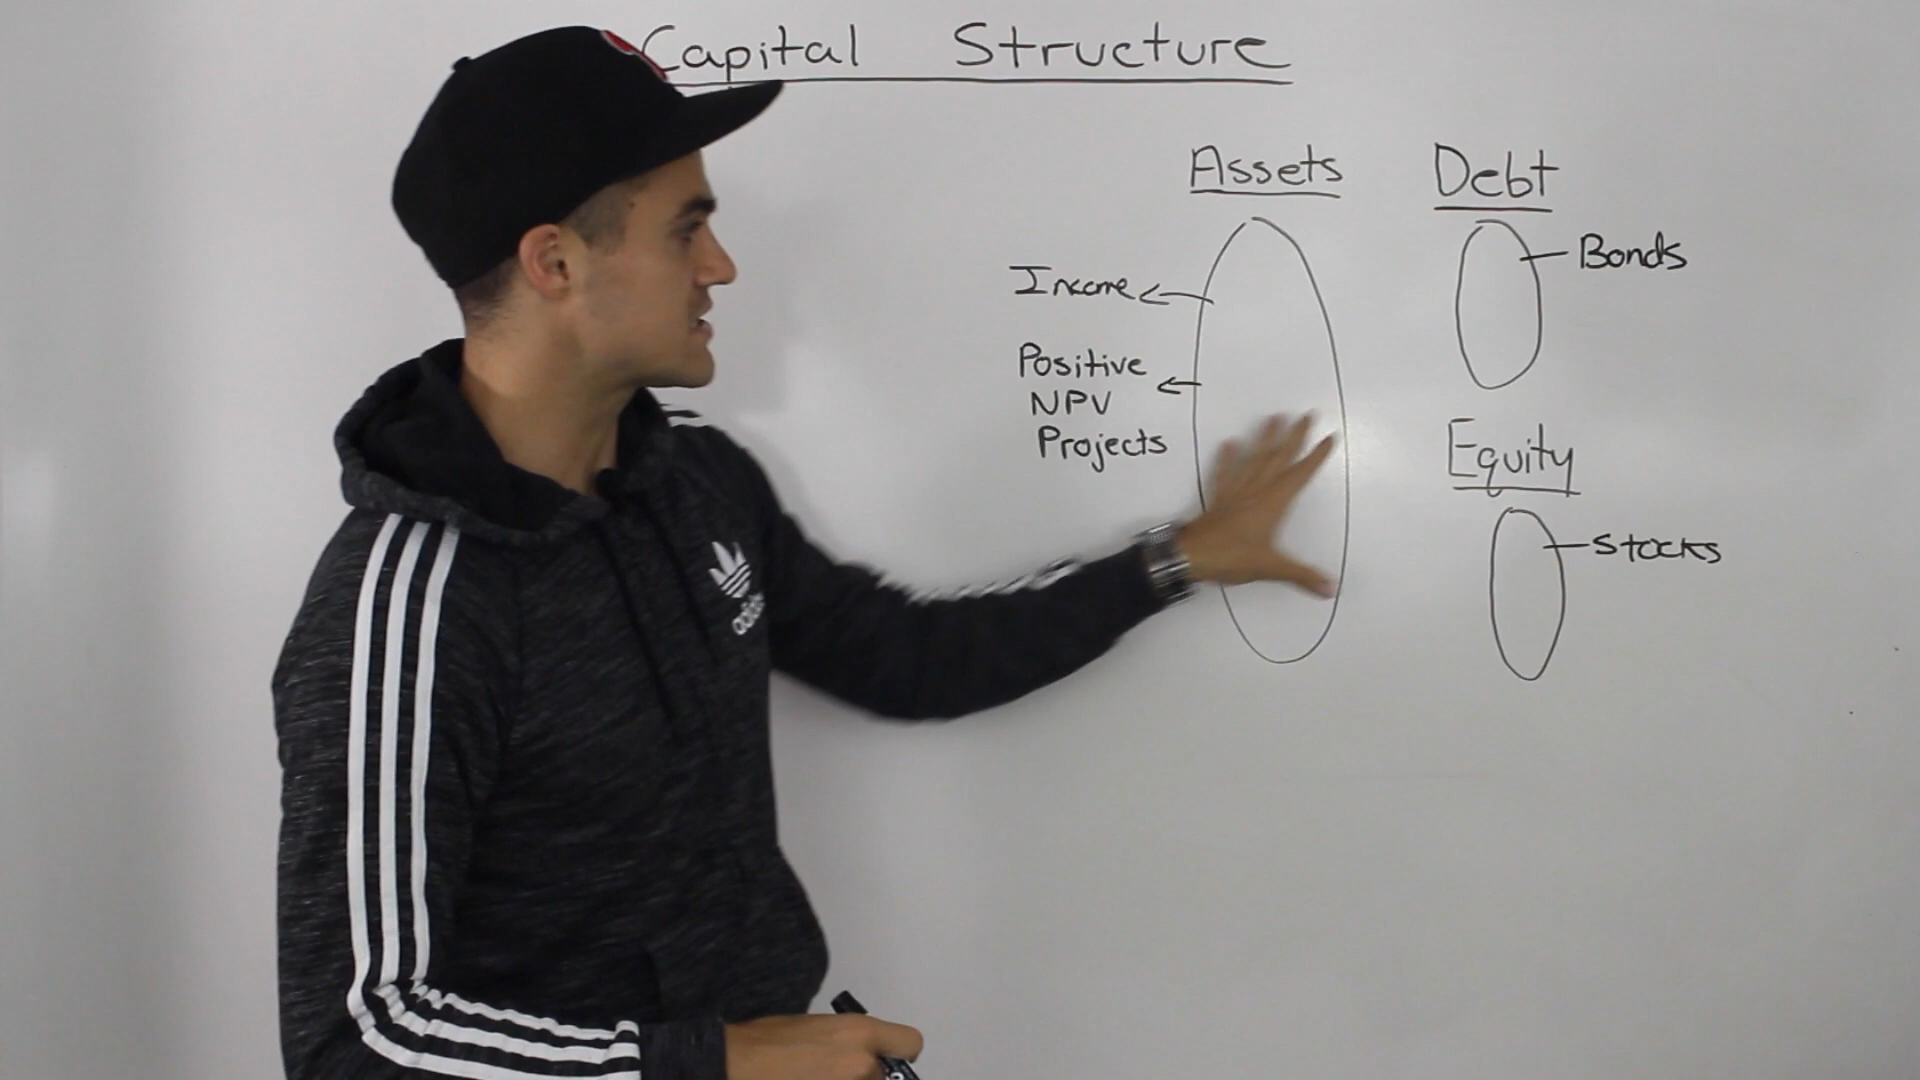 Capital Structure
Assets
Debt
Bonds
Income
Positive
NPV
Projects
Equity
Stocks
adidas